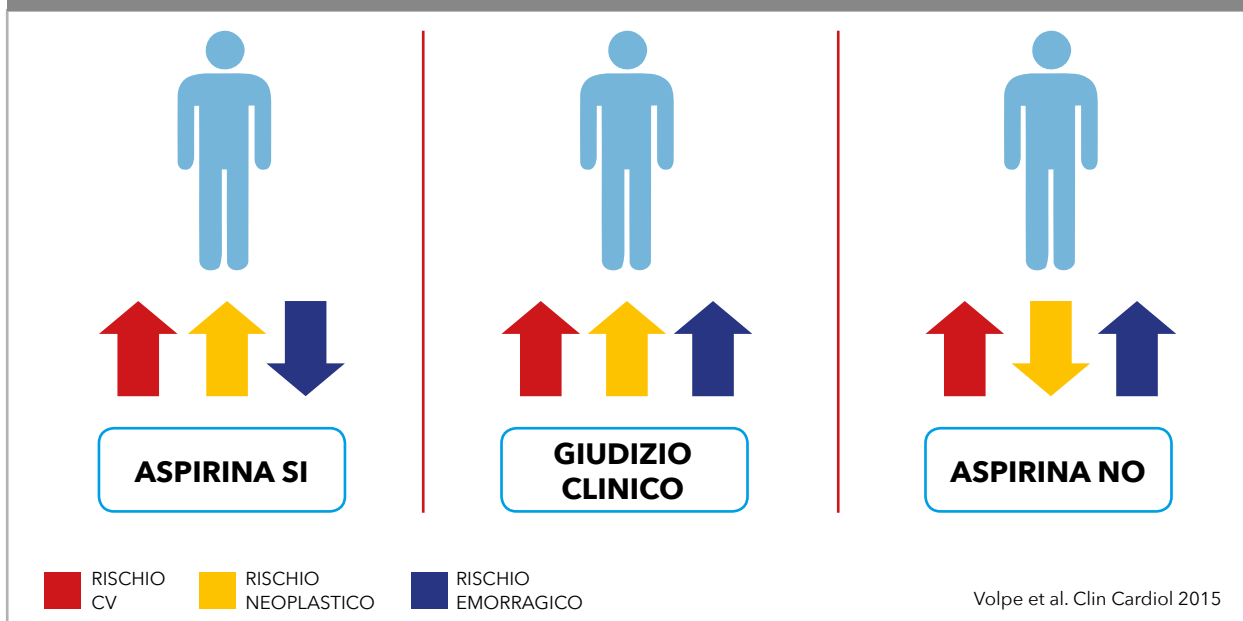 ASPIRINA SI
GIUDIZIO
CLINICO
ASPIRINA NO
RISCHIO
CV
RISCHIO
NEOPLASTICO
RISCHIO
EMORRAGICO
Volpe et al. Clin Cardiol 2015